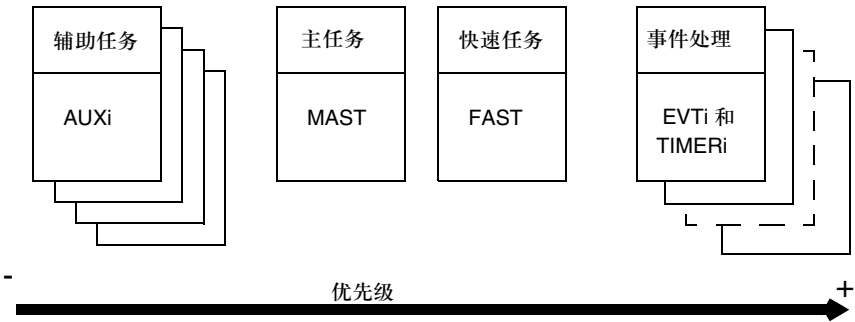 辅助任务
主任务
快速任务
事件处理
AUXi
MAST
FAST
EVTi 和
TIMERi
-
优先级
+